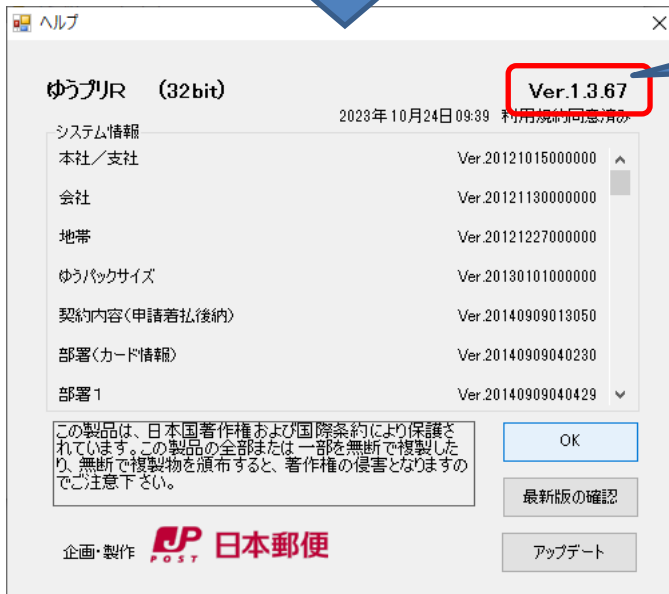 ヘルプ
ゆうプリR (32bit) Ver.1.3.67
2023年10月24日09:39 利用規約同意済み
システム情報
本社/支社 Ver.20121015000000
会社 Ver.20121130000000
地帯 Ver.20121227000000
ゆうパックサイズ Ver.20130101000000
契約内容(申請着払後納) Ver.20140909013050
部署(カード情報) Ver.20140909040230
部署1 Ver.20140909040429
この製品は、日本国著作権および国際条約により保護さ
れています。この製品の全部または一部を無断で複製した
り、無断で複製物を頒布すると、著作権の侵害となりますの
でご注意下さい。
OK
最新版の確認
アップデート
企画・製作 JP POST 日本郵便